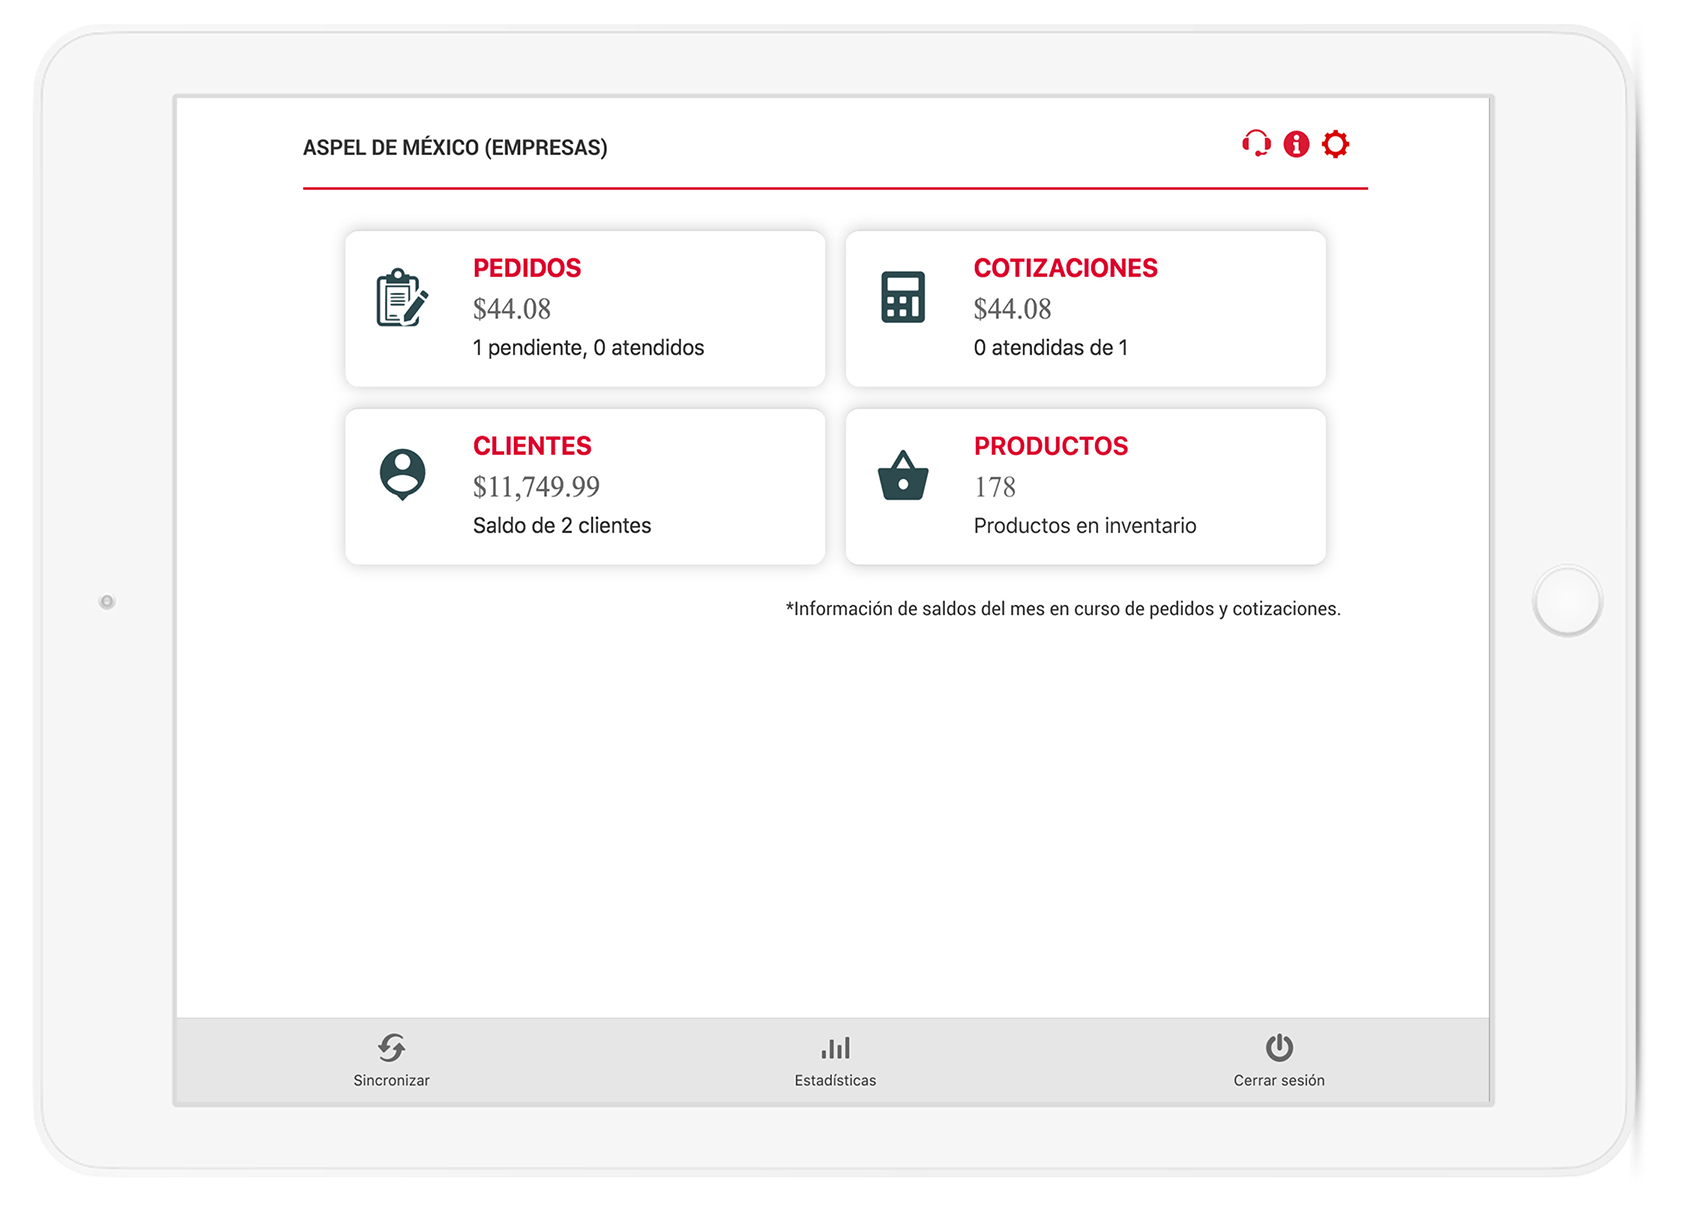 ASPEL DE MÉXICO (EMPRESAS)
PEDIDOS
$44.08
1 pendiente, 0 atendidos
COTIZACIONES
$44.08
0 atendidas de 1
CLIENTES
$11,749.99
Saldo de 2 clientes
PRODUCTOS
178
Productos en inventario
*Información de saldos del mes en curso de pedidos y cotizaciones.
Sincronizar
Estadísticas
Cerrar sesión